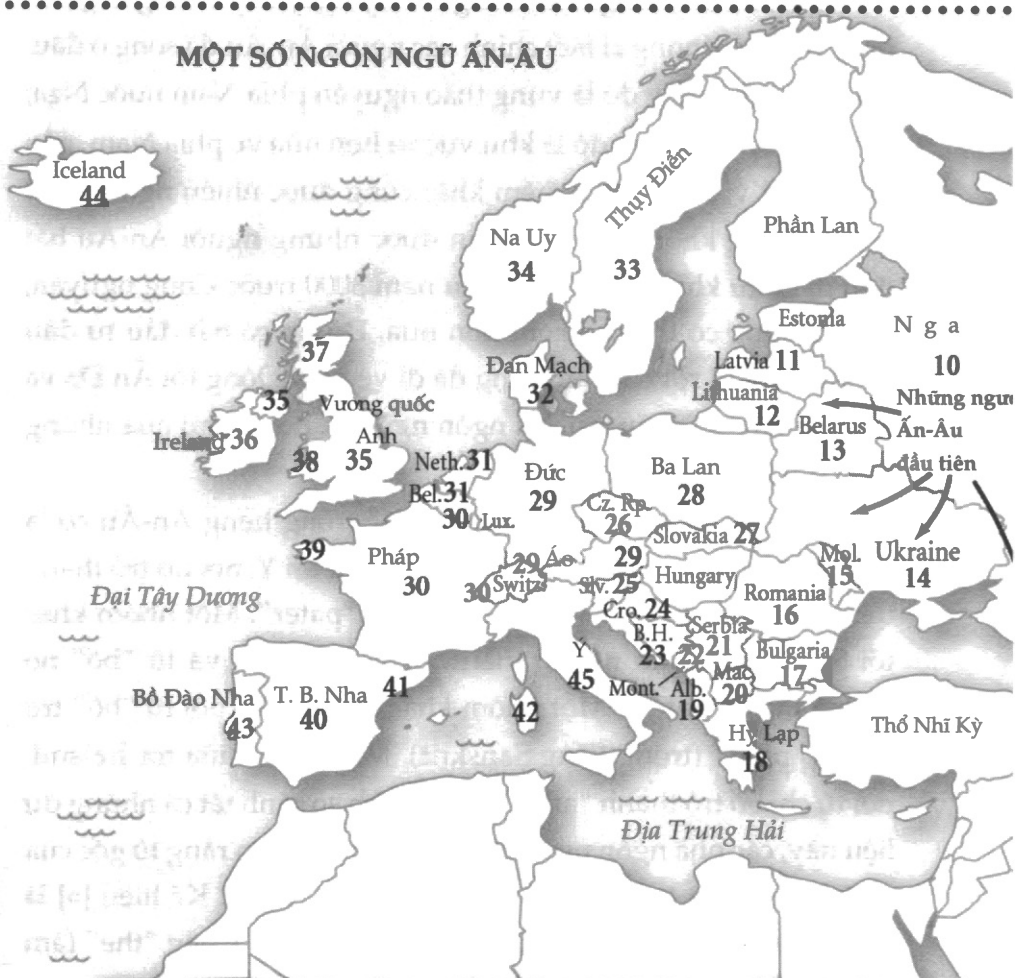 MỘT SỐ NGÔN NGỮ ẤN-ÂU
Iceland
44
Na Uy
34
Thụy Điển
33
Phần Lan
Estonia
Nga
10
Latvia 11
Lithuania
12
Belarus
13
Những
Ấn-Âu
đầu tiên
37
35
Vương quốc
Anh
35
Ireland 36
38
Đan Mạch
32
Neth. 31
Bel. 31
30
Lux.
Đức
29
Ba Lan
28
Cz. Rp.
26
Slovakia 27
Ukraine
14
Mol.
15
39
Pháp
30
Đại Tây Dương
29
Áo
29
30
Switz.
Slv. 25
Hungary
Romania
16
Cro. 24
B.H.
23
Serbia
21
22
Bulgaria
17
Mac.
20
Mont.
Alb.
19
Ý
45
41
42
Bồ Đào Nha
43
T. B. Nha
40
Hy Lạp
18
Thổ Nhĩ Kỳ
Địa Trung Hải